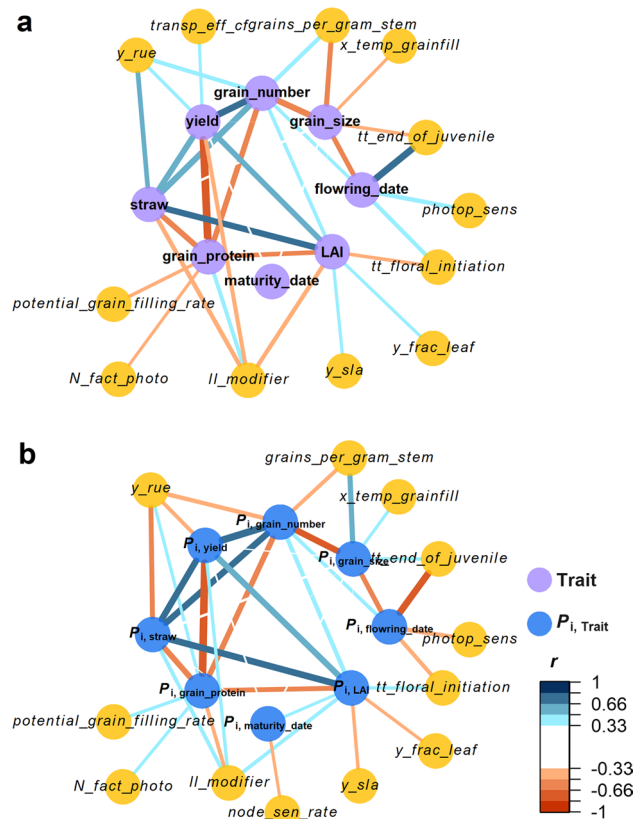 a
transp_eff_cf
grains_per_gram_stem
x_temp_grainfill
y_rue
grain_number
yield
grain_size
tt_end_of_juvenile
flowring_date
straw
photop_sens
grain_protein
LAI
tt_floral_initiation
maturity_date
potential_grain_filling_rate
y_frac_leaf
N_fact_photo
ll_modifier
y_sla
b
grains_per_gram_stem
y_rue
x_temp_grainfill
Pi, grain_number
Pi, yield
Pi, grain_size
tt_end_of_juvenile
Trait
Pi, straw
Pi, flowring_date
photop_sens
Pi, Trait
Pi, grain_protein
Pi, LAI
tt_floral_initiation
r
1
0.66
0.33
-0.33
-0.66
-1
potential_grain_filling_rate
Pi, maturity_date
y_frac_leaf
N_fact_photo
ll_modifier
y_sla
node_sen_rate